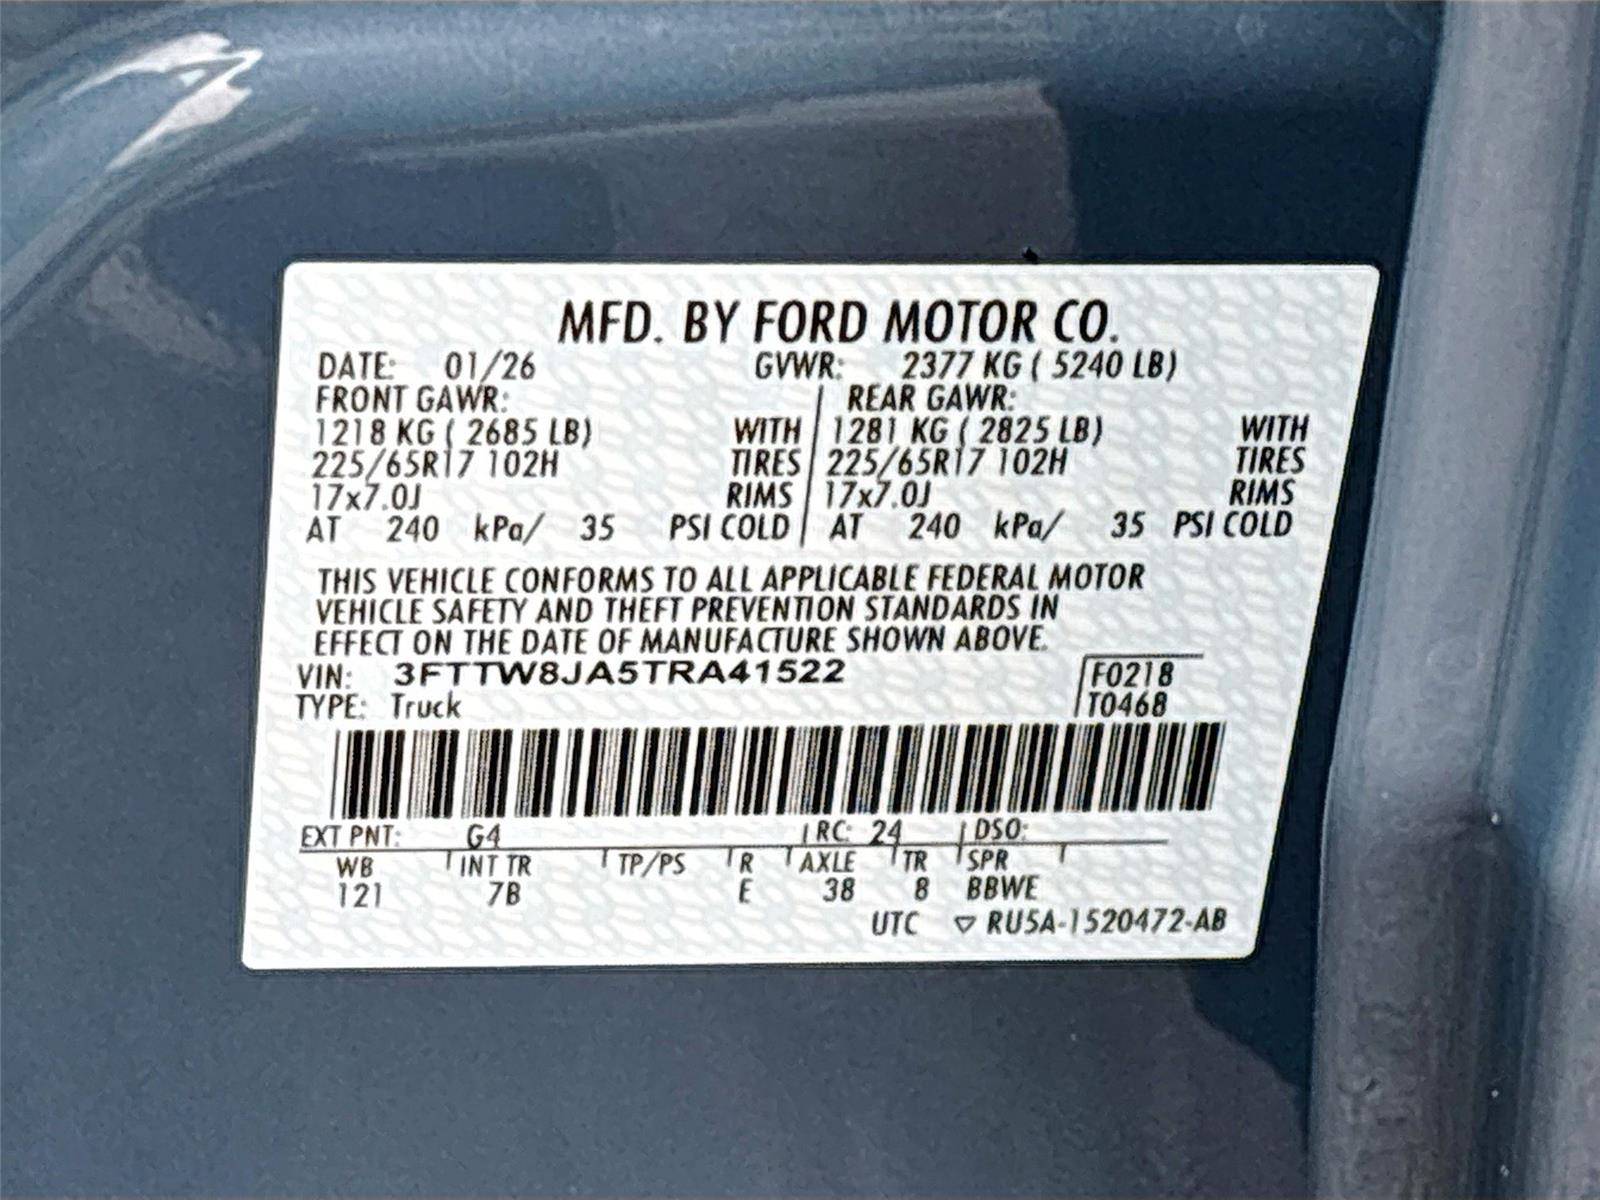 MFD. BY FORD MOTOR CO.
DATE: 01/26 GVWR: 2377 KG ( 5240 LB)
FRONT GAWR: REAR GAWR:
1218 KG ( 2685 LB) WITH 1281 KG ( 2825 LB) WITH
225/65R17 102H TIRES 225/65R17 102H TIRES
17x7.0J RIMS 17x7.0J RIMS
AT 240 kPa/ 35 PSI COLD AT 240 kPa/ 35 PSI COLD
THIS VEHICLE CONFORMS TO ALL APPLICABLE FEDERAL MOTOR
VEHICLE SAFETY AND THEFT PREVENTION STANDARDS IN
EFFECT ON THE DATE OF MANUFACTURE SHOWN ABOVE.
VIN: 3FTTW8JA5TRA41522 F0218
TYPE: Truck T0468
EXT PNT: G4 RC: 24 DSO:
WB INT TR TP/PS R AXLE TR SPR
121 7B E 38 8 BBWE
UTC ▽ RU5A-1520472-AB